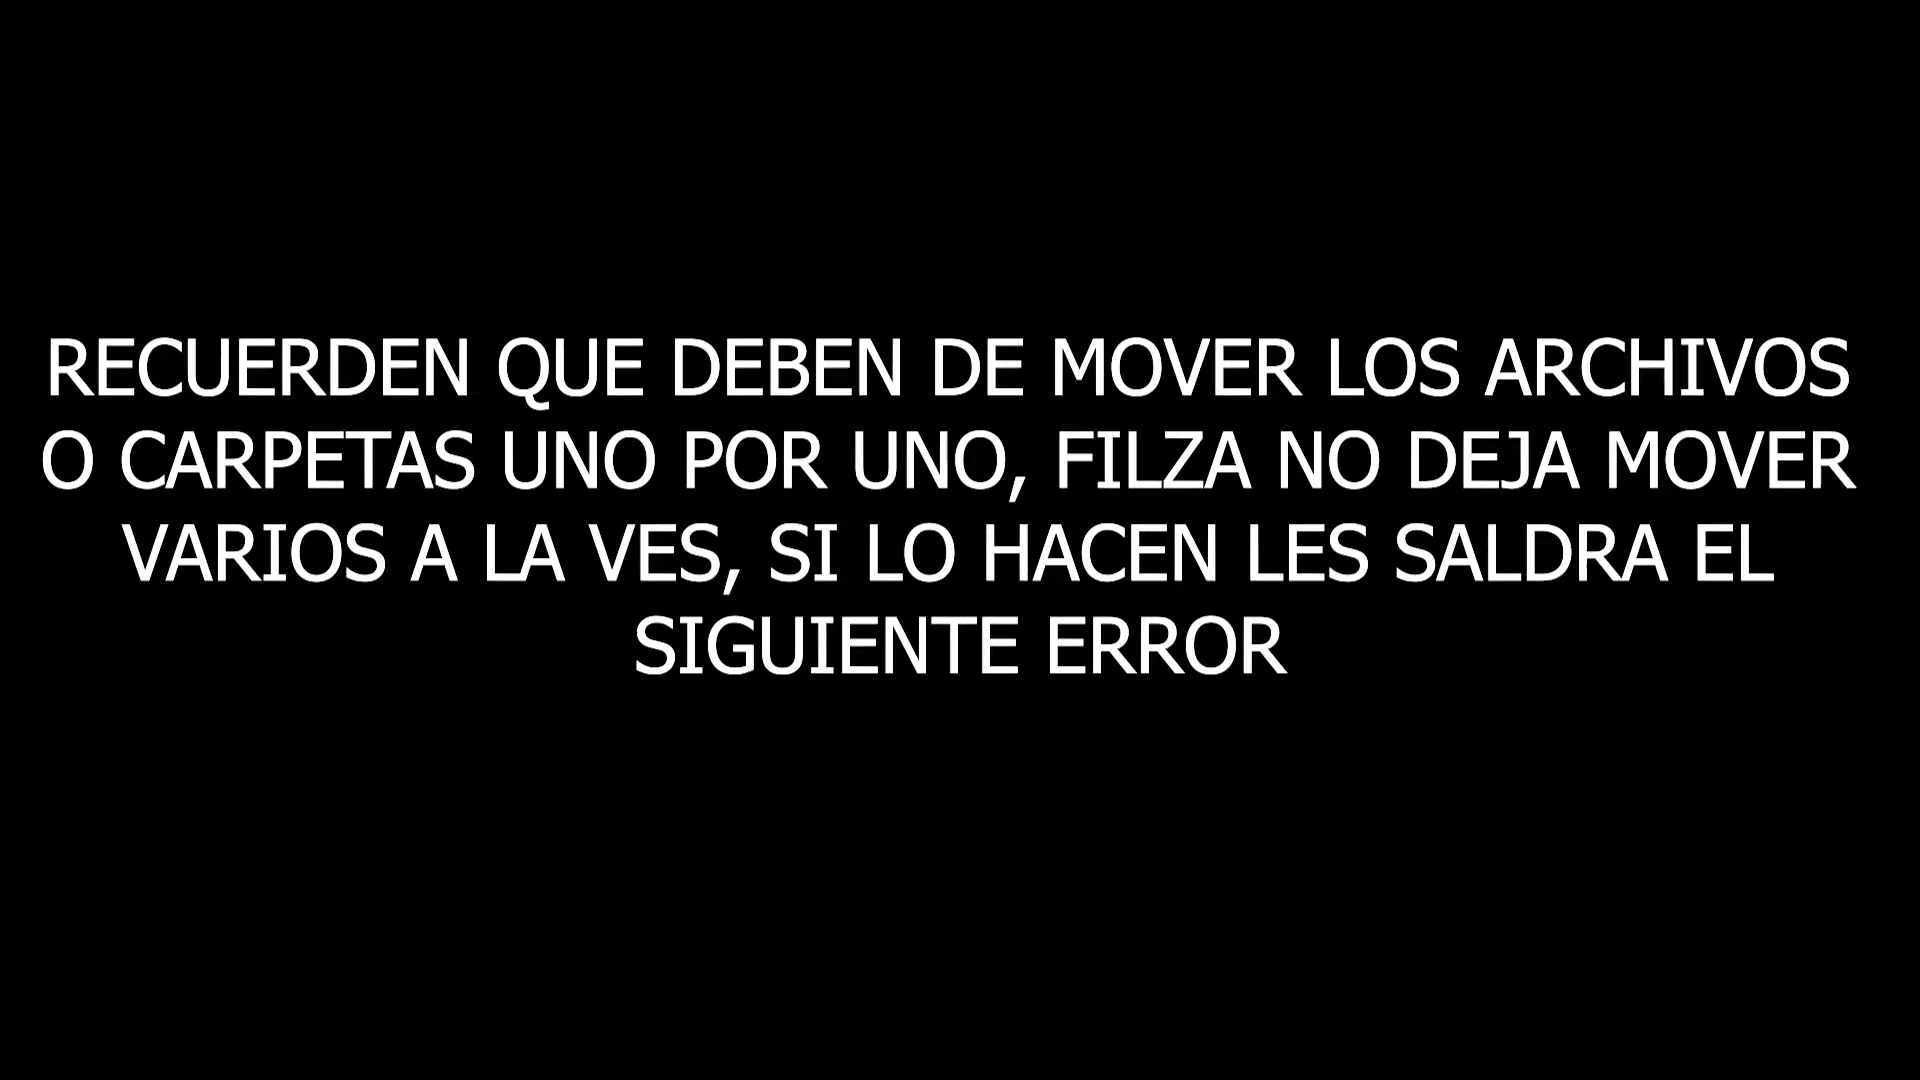 RECUERDEN QUE DEBEN DE MOVER LOS ARCHIVOS
O CARPETAS UNO POR UNO, FILZA NO DEJA MOVER
VARIOS A LA VES, SI LO HACEN LES SALDRA EL
SIGUIENTE ERROR